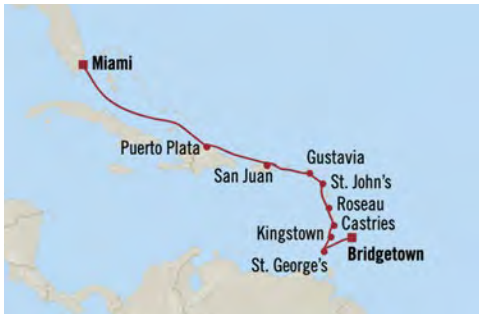 Miami
Puerto Plata
San Juan
Gustavia
St. John's
Roseau
Castries
Kingstown
Bridgetown
St. George's